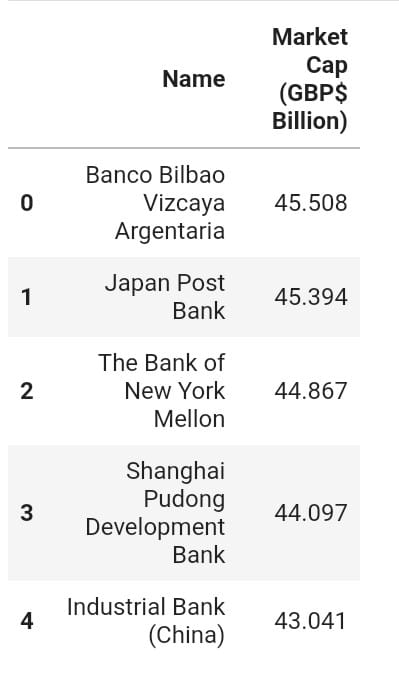 Name
Market
Cap
(GBP$
Billion)
0
Banco Bilbao
Vizcaya
Argentaria
45.508
1
Japan Post
Bank
45.394
2
The Bank of
New York
Mellon
44.867
3
Shanghai
Pudong
Development
Bank
44.097
4
Industrial Bank
(China)
43.041